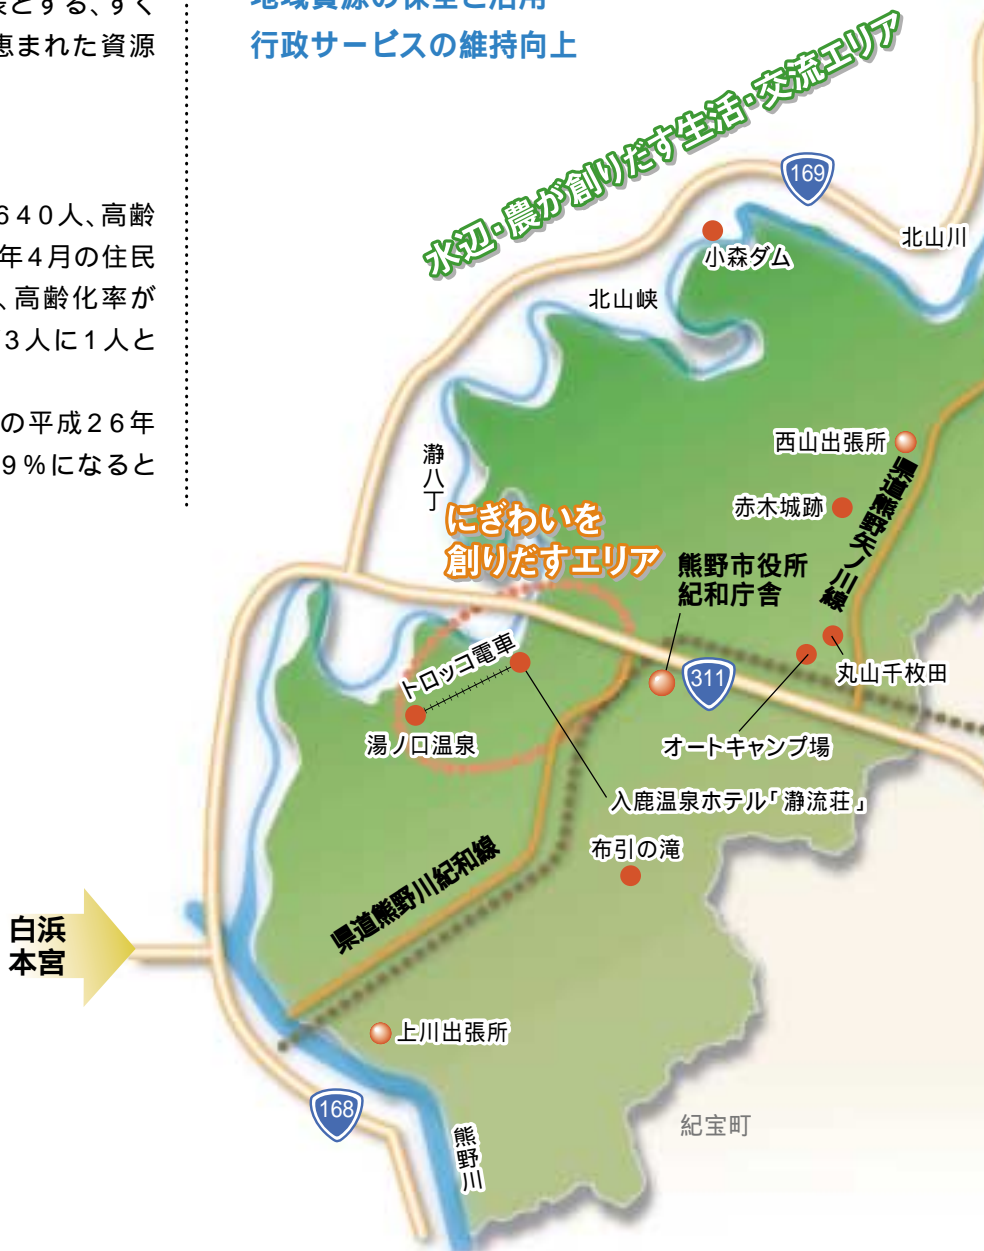 装とする、すぐ
恵まれた資源
640人、高齢
年4月の住民
、高齢化率が
3人に1人と
の平成26年
9%になると
地域資源の保全と活用
行政サービスの維持向上
水辺・農が創りだす生活・交流エリア
169
北山川
小森ダム
北山峡
西山出張所
瀞八丁
県道熊野矢ノ川線
赤木城跡
にぎわいを
創りだすエリア
熊野市役所
紀和庁舎
トロッコ電車
丸山千枚田
311
湯ノ口温泉
オートキャンプ場
入鹿温泉ホテル「瀞流荘」
布引の滝
県道熊野川紀和線
白浜
本宮
上川出張所
168
紀宝町
熊野川